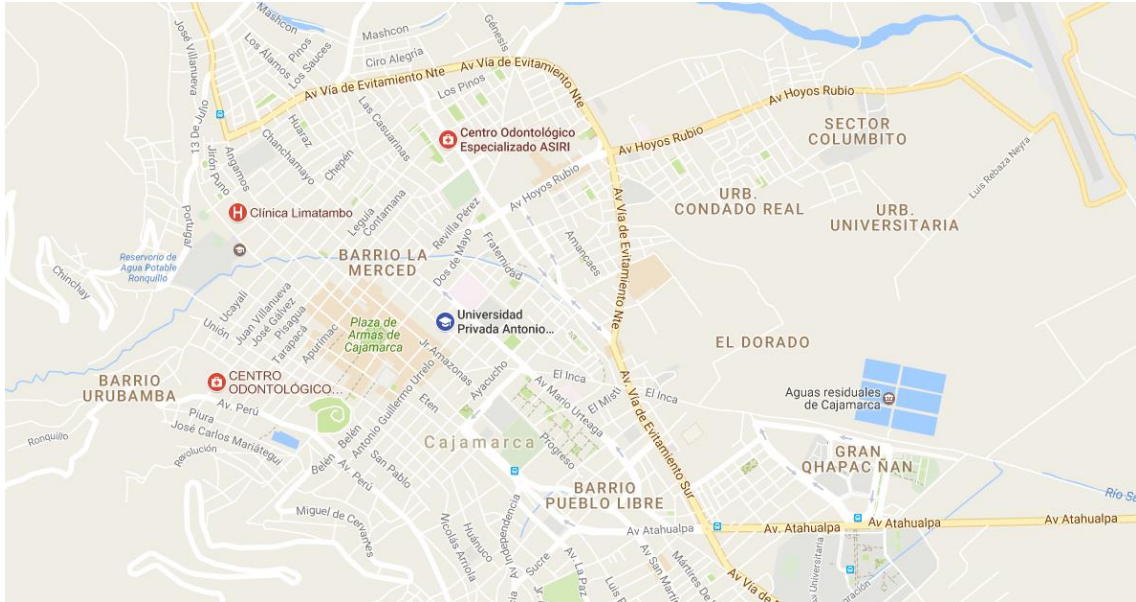 José Villanueva
Mashcon
Pinos
Los Álamos
Los Sauces
Mashcon
Ciro Alegría
Génesis
Av Vía de Evitamiento Nte
Av Vía de Evitamiento Nte
Los Pinos
Las Casuarinas
Av Hoyos Rubio
13 De Julio
Huaraz
Chanchamayo
Chepén
Centro Odontológico
Especializado ASIRI
Av Hoyos Rubio
SECTOR
COLUMBITO
Angamos
Jirón Puno
Luis Rebaza Neyra
Av Hoyos Rubio
URB.
CONDADO REAL
URB.
UNIVERSITARIA
Clínica Limatambo
Portugal
Leguía
Contamana
Revilla Pérez
Dos de Mayo
Fraternidad
Amancaes
Av Vía de Evitamiento Nte
BARRIO LA
MERCED
Reservorio de
Agua Potable
Ronquillo
Chinchay
Ucayali
Unión
Juan Villanueva
José Gálvez
Pisagua
Tarapacá
Apurímac
Plaza de
Armas de
Cajamarca
Universidad
Privada Antonio...
EL DORADO
Jr Amazonas
Ayacucho
BARRIO
URUBAMBA
CENTRO
ODONTOLÓGICO...
Antonio Guillermo Urrelo
El Inca
El Inca
El Misti
Av Mario Urteaga
Av. Vía de Evitamiento Sur
Aguas residuales
de Cajamarca
Av. Perú
Piura
José Carlos Mariátegui
Revolución
Ronquillo
Belén
Belén
Eten
Cajamarca
Progreso
GRAN
QHAPAC ÑAN
San Pablo
Av. Perú
BARRIO
PUEBLO LIBRE
Miguel de Cervantes
Nicolás Arriola
Huánuco
Av Independencia
Sucre
Av La Paz
Av Atahualpa
Av. Atahualpa
Av Atahualpa
Av Atahualpa
Av San Martín
Mártires De
Av Vía De
Universitaria